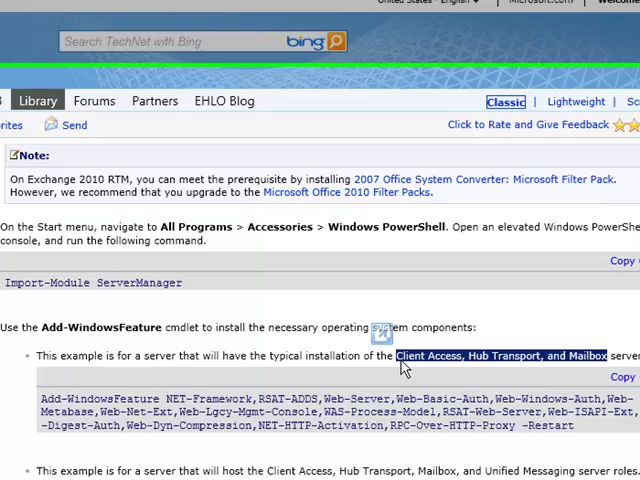 United States - English Microsoft.com Welcome
Search TechNet with Bing bing
Library Forums Partners EHLO Blog Classic | Lightweight |
Send Click to Rate and Give Feedback
Note:
On Exchange 2010 RTM, you can meet the prerequisite by installing 2007 Office System Converter: Microsoft Filter Pack.
However, we recommend that you upgrade to the Microsoft Office 2010 Filter Packs.
On the Start menu, navigate to All Programs > Accessories > Windows PowerShell. Open an elevated Windows PowerShe
console, and run the following command.
Copy
Import-Module ServerManager
Use the Add-WindowsFeature cmdlet to install the necessary operating system components:
• This example is for a server that will have the typical installation of the Client Access, Hub Transport, and Mailbox server
Copy
Add-WindowsFeature NET-Framework,RSAT-ADDS,Web-Server,Web-Basic-Auth,Web-Windows-Auth,Web-
Metabase,Web-Net-Ext,Web-Lgcy-Mgmt-Console,WAS-Process-Model,RSAT-Web-Server,Web-ISAPI-Ext,
-Digest-Auth,Web-Dyn-Compression,NET-HTTP-Activation,RPC-Over-HTTP-Proxy -Restart
• This example is for a server that will host the Client Access, Hub Transport, Mailbox, and Unified Messaging server roles.